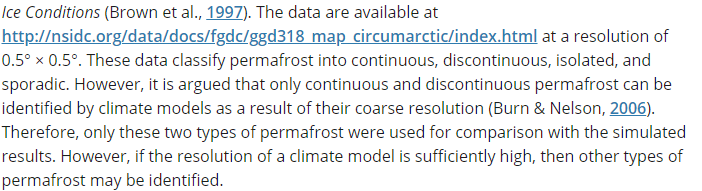 Ice Conditions (Brown et al., 1997). The data are available at
http://nsidc.org/data/docs/fgdc/ggd318_map_circumarctic/index.html at a resolution of
0.5° × 0.5°. These data classify permafrost into continuous, discontinuous, isolated, and
sporadic. However, it is argued that only continuous and discontinuous permafrost can be
identified by climate models as a result of their coarse resolution (Burn & Nelson, 2006).
Therefore, only these two types of permafrost were used for comparison with the simulated
results. However, if the resolution of a climate model is sufficiently high, then other types of
permafrost may be identified.